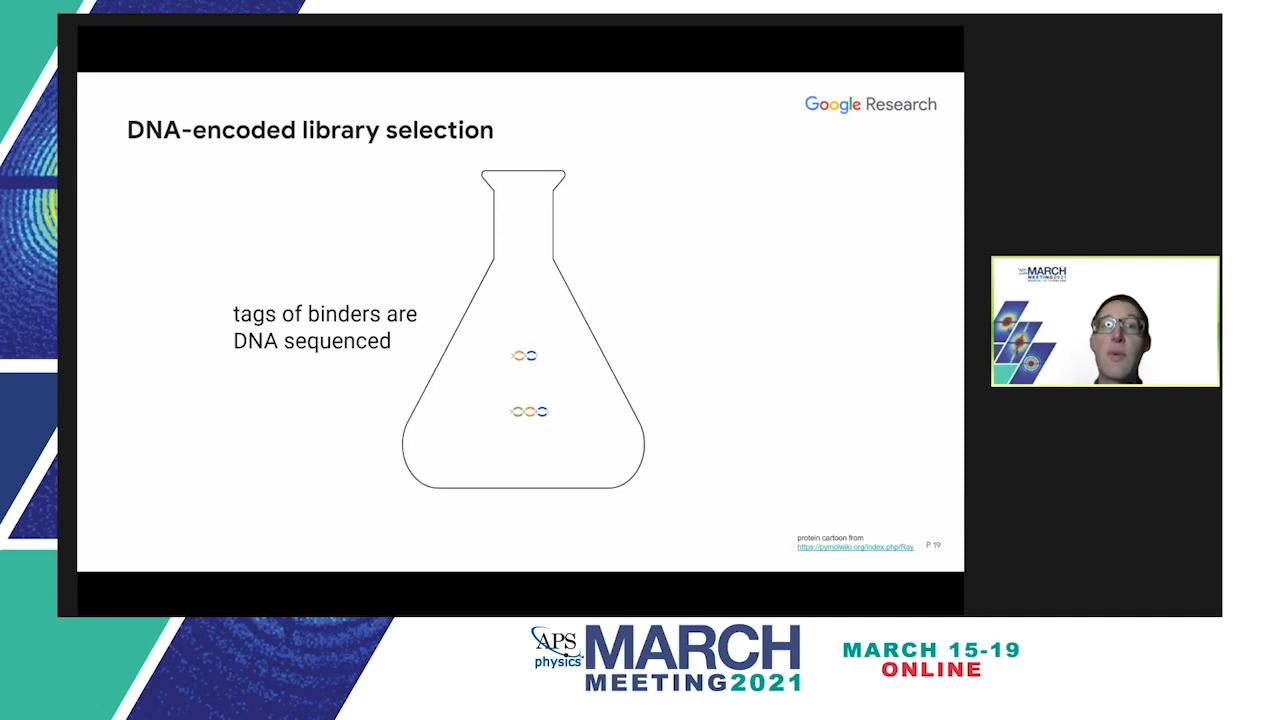 Google Research
DNA-encoded library selection
tags of binders are
DNA sequenced
protein cartoon from
https://pymolwiki.org/index.php/Ray
P 19
MARCH
MEETING2021
APS
physics
MARCH
MEETING2021
MARCH 15-19
ONLINE